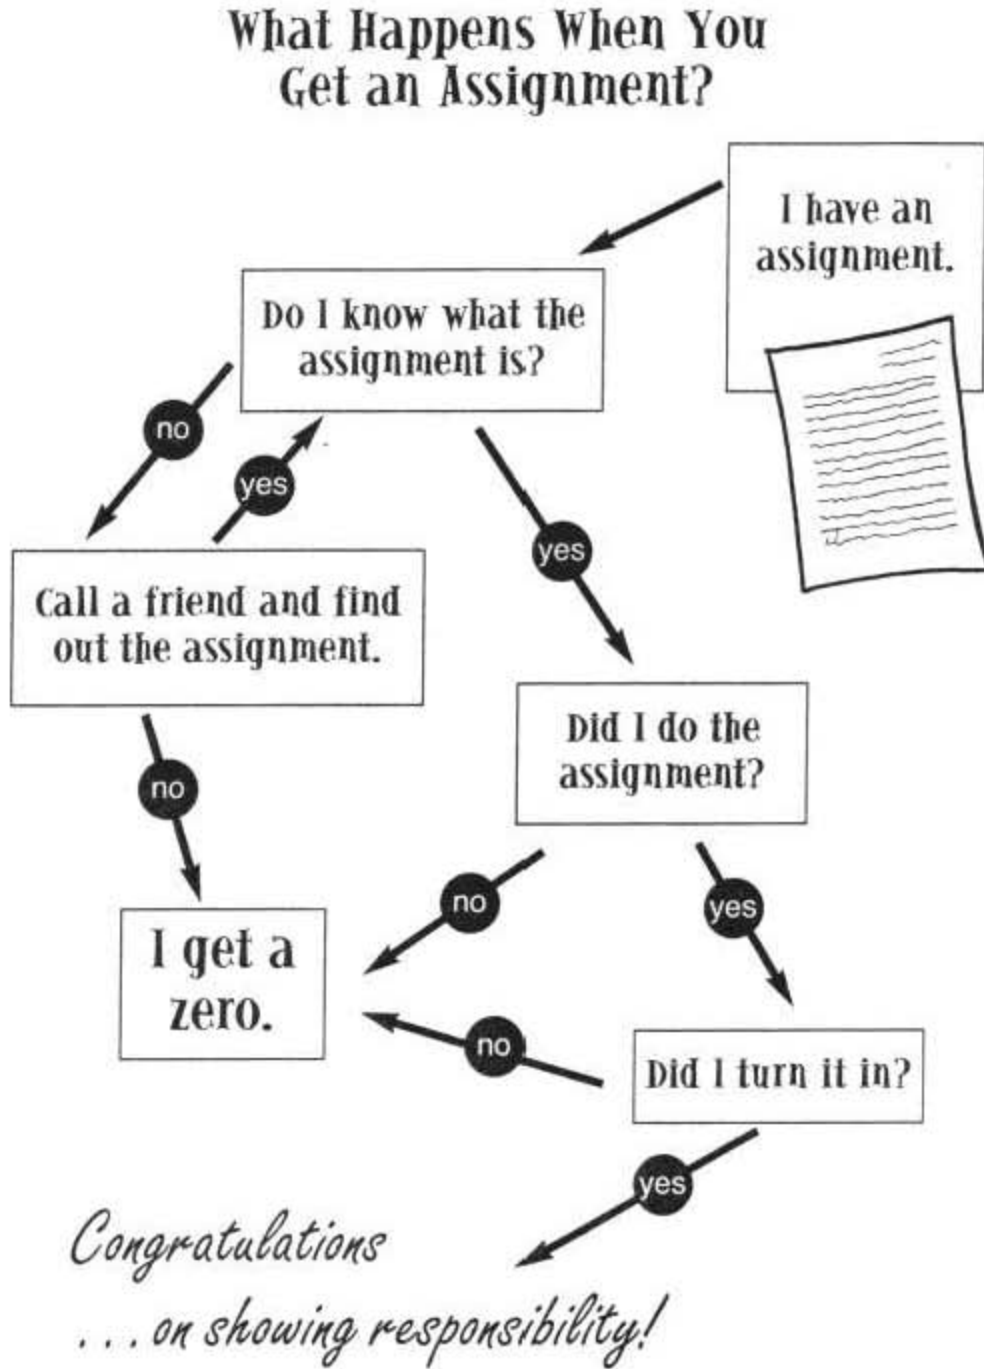 What Happens When You
Get an Assignment?
I have an
assignment.
Do I know what the
assignment is?
no
yes
yes
Call a friend and find
out the assignment.
no
Did I do the
assignment?
no
yes
I get a
zero.
no
Did I turn it in?
yes
Congratulations
... on showing responsibility!